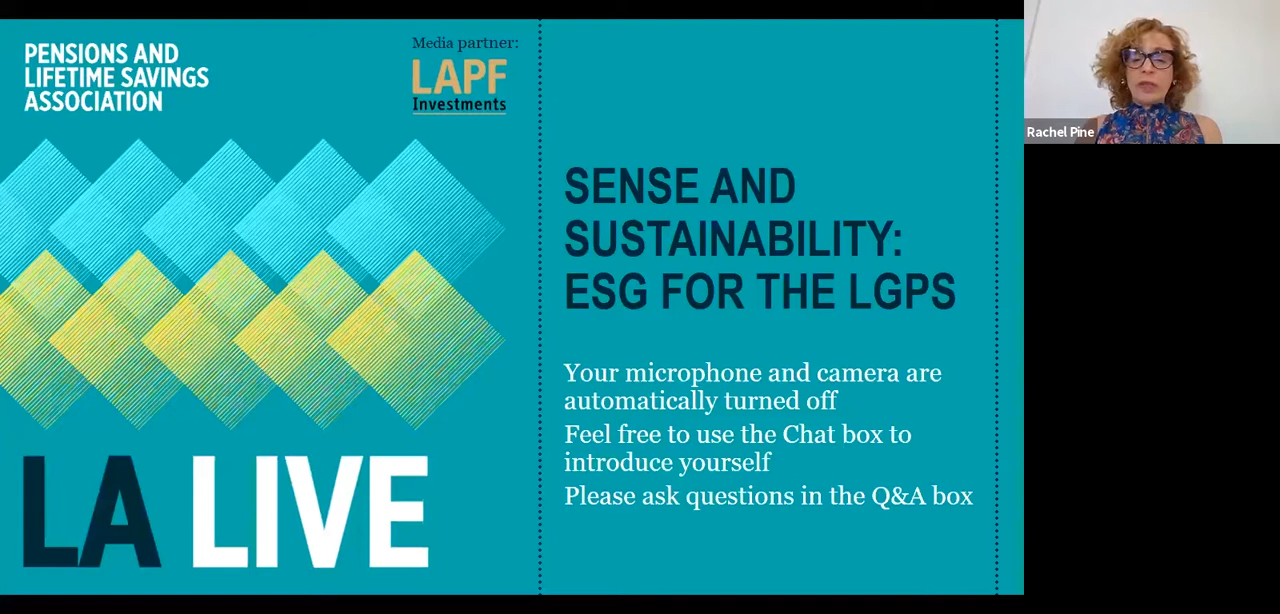 PENSIONS AND
LIFETIME SAVINGS
ASSOCIATION
Media partner:
LAPF
Investments
SENSE AND
SUSTAINABILITY:
ESG FOR THE LGPS
Your microphone and camera are
automatically turned off
Feel free to use the Chat box to
introduce yourself
Please ask questions in the Q&A box
LA LIVE
Rachel Pine